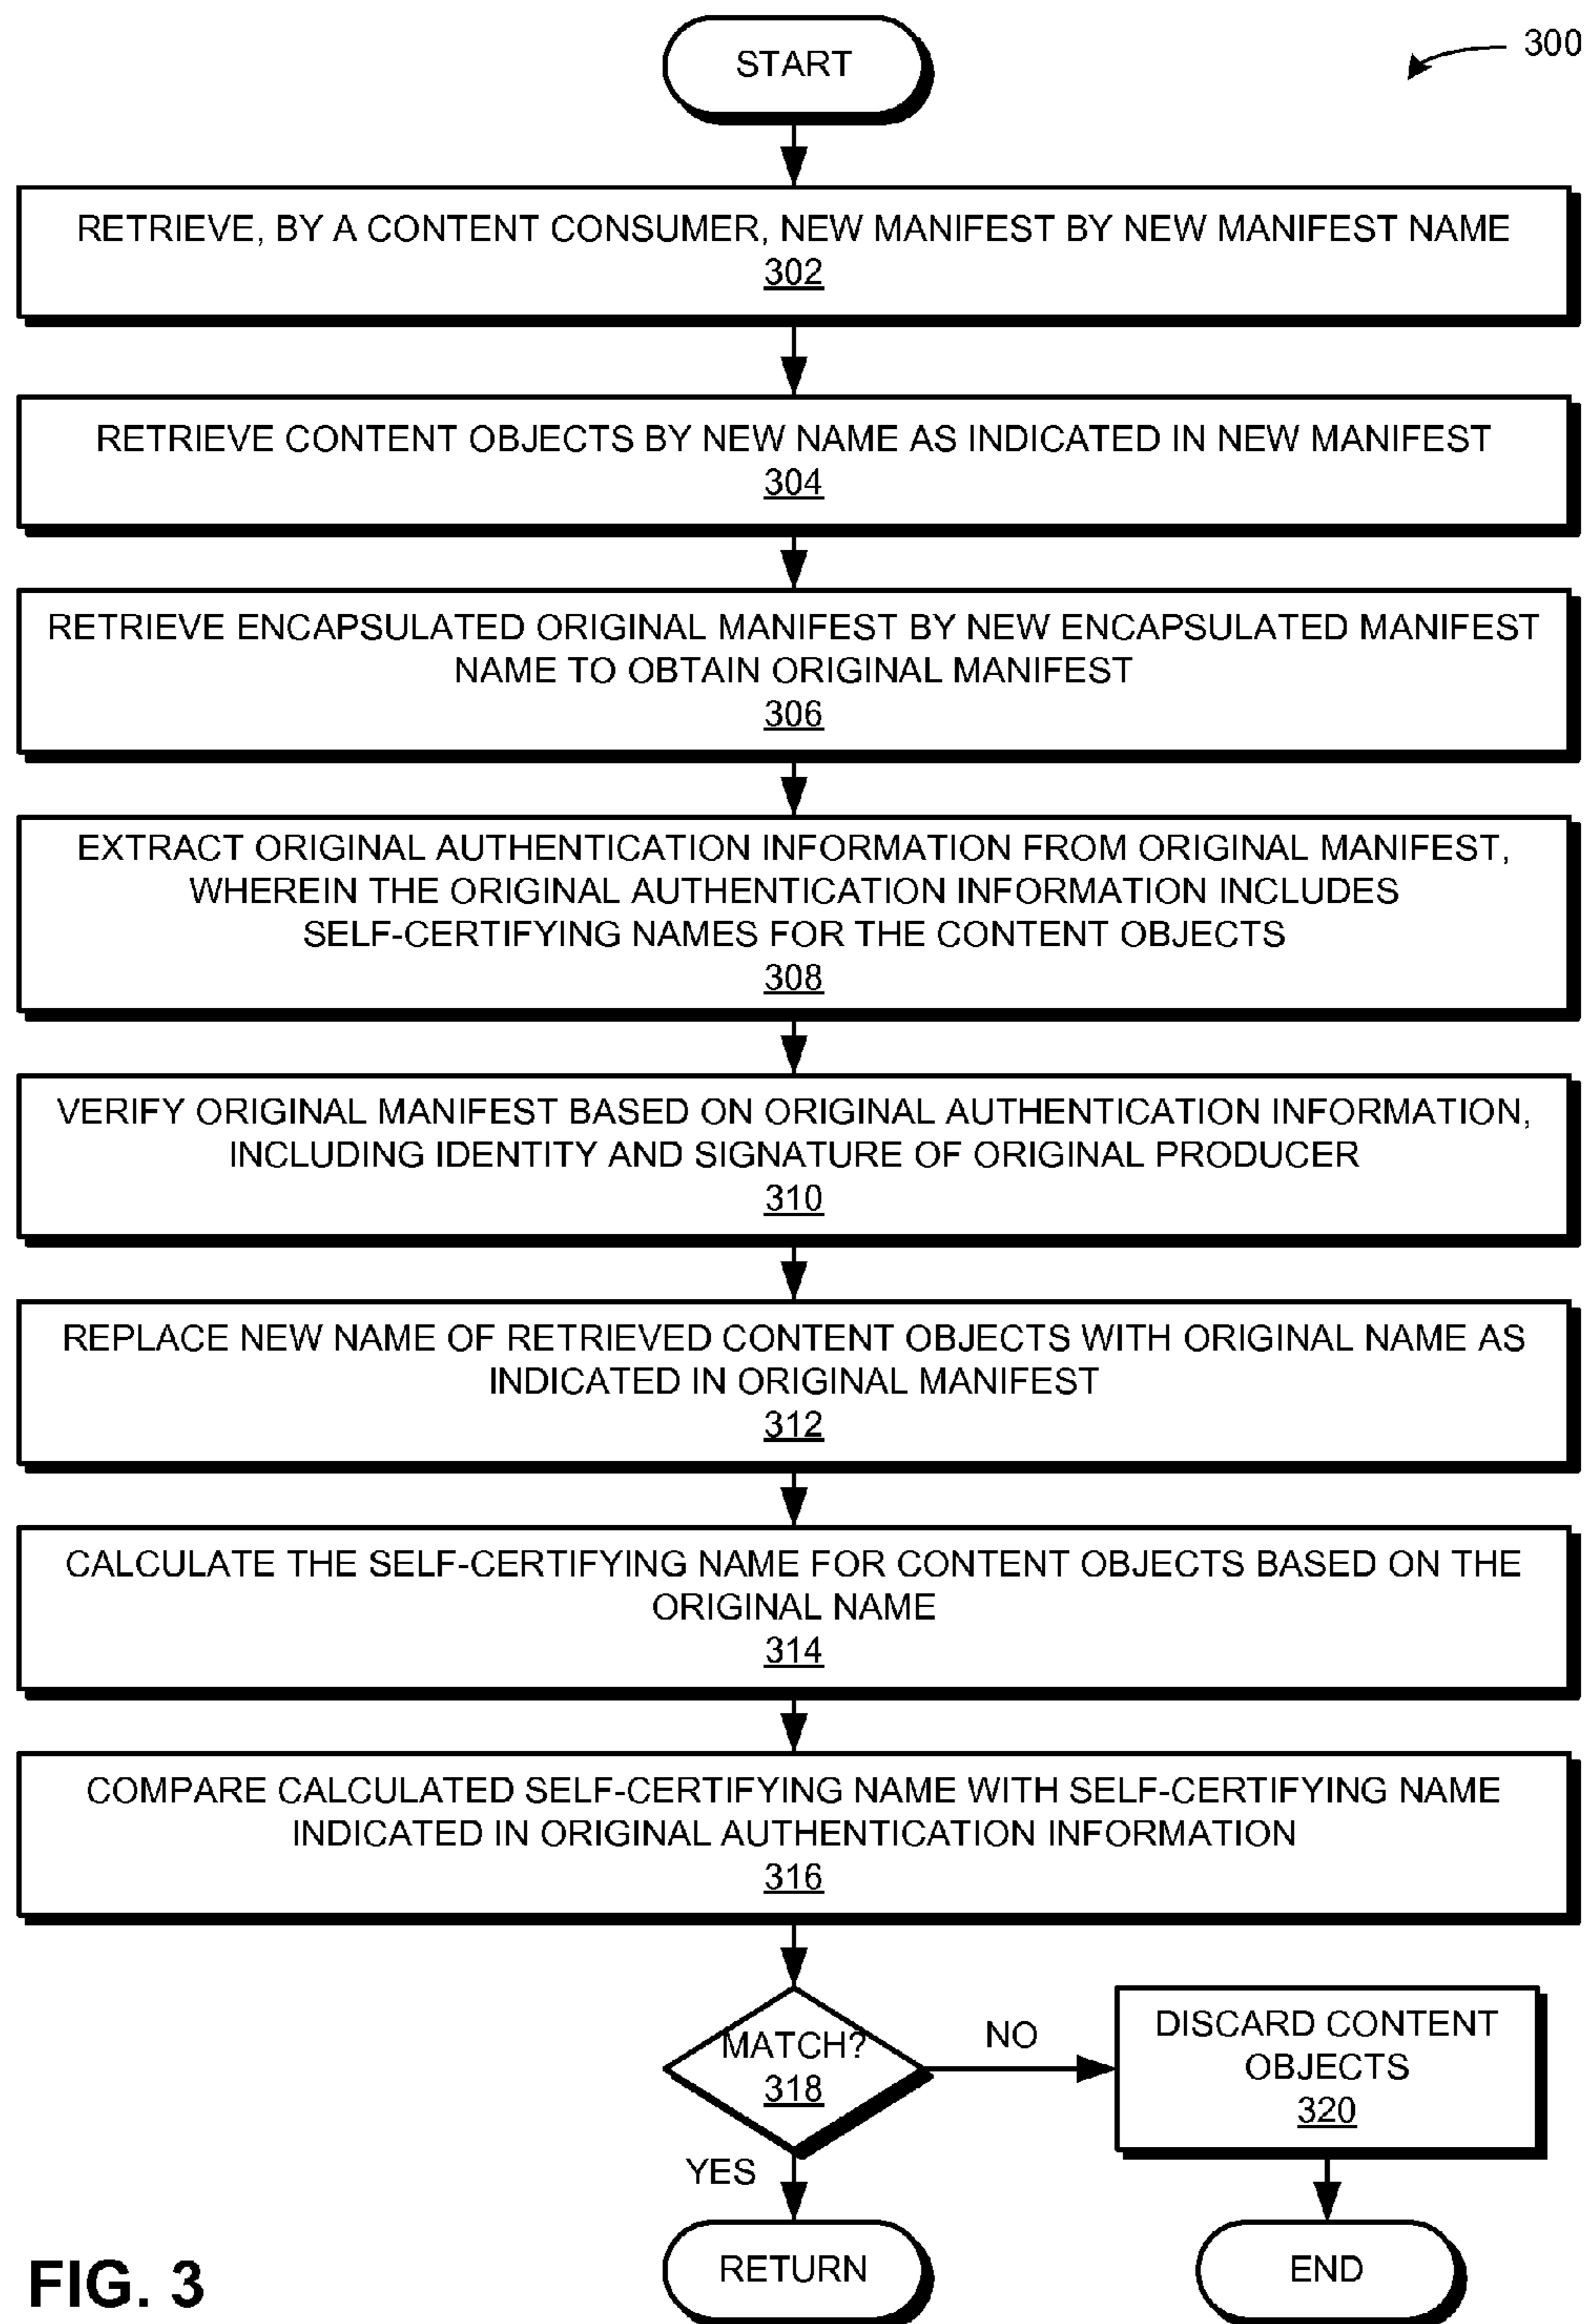 START
300
RETRIEVE, BY A CONTENT CONSUMER, NEW MANIFEST BY NEW MANIFEST NAME
302
RETRIEVE CONTENT OBJECTS BY NEW NAME AS INDICATED IN NEW MANIFEST
304
RETRIEVE ENCAPSULATED ORIGINAL MANIFEST BY NEW ENCAPSULATED MANIFEST
NAME TO OBTAIN ORIGINAL MANIFEST
306
EXTRACT ORIGINAL AUTHENTICATION INFORMATION FROM ORIGINAL MANIFEST,
WHEREIN THE ORIGINAL AUTHENTICATION INFORMATION INCLUDES
SELF-CERTIFYING NAMES FOR THE CONTENT OBJECTS
308
VERIFY ORIGINAL MANIFEST BASED ON ORIGINAL AUTHENTICATION INFORMATION,
INCLUDING IDENTITY AND SIGNATURE OF ORIGINAL PRODUCER
310
REPLACE NEW NAME OF RETRIEVED CONTENT OBJECTS WITH ORIGINAL NAME AS
INDICATED IN ORIGINAL MANIFEST
312
CALCULATE THE SELF-CERTIFYING NAME FOR CONTENT OBJECTS BASED ON THE
ORIGINAL NAME
314
COMPARE CALCULATED SELF-CERTIFYING NAME WITH SELF-CERTIFYING NAME
INDICATED IN ORIGINAL AUTHENTICATION INFORMATION
316
MATCH?
318
NO
DISCARD CONTENT
OBJECTS
320
YES
RETURN
END
FIG. 3